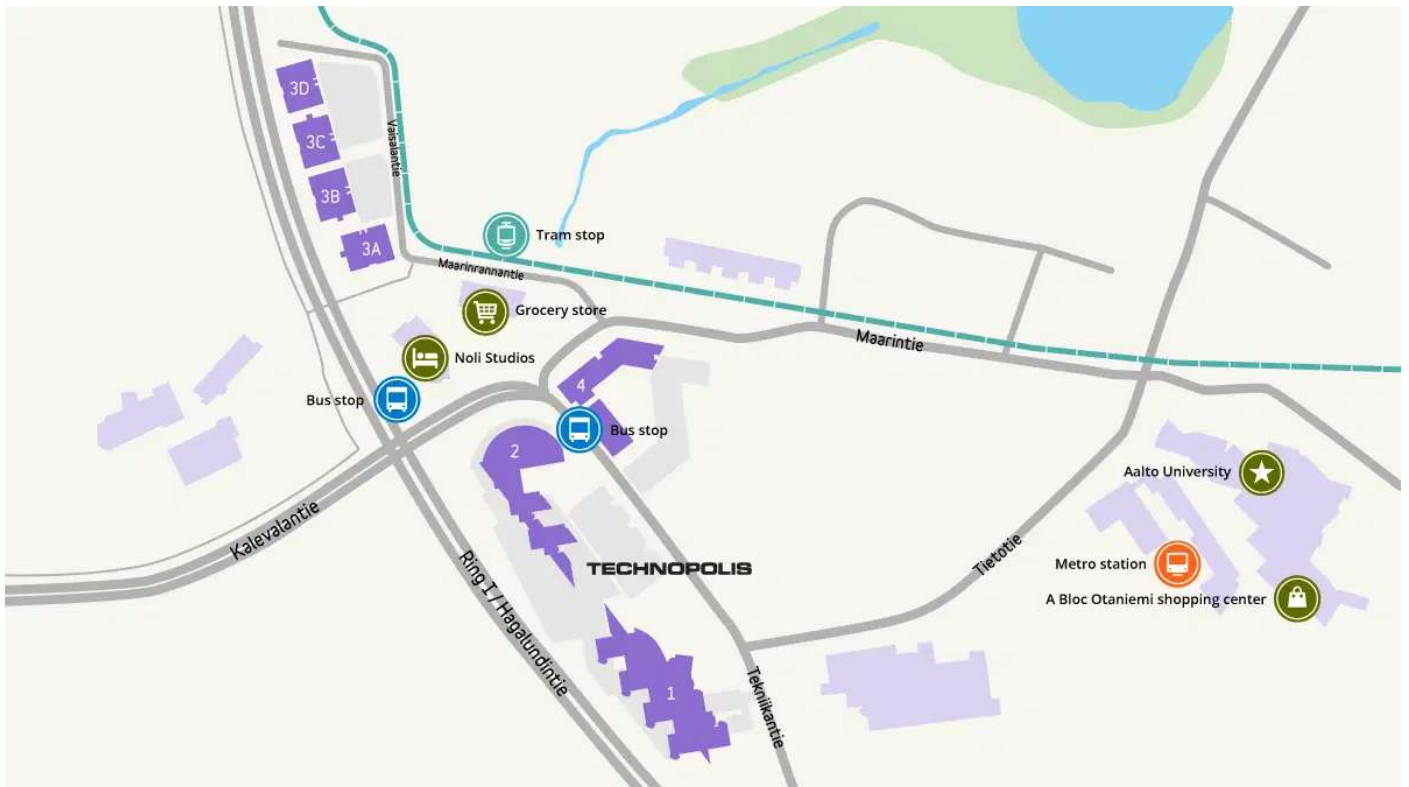 3D
3C
Vaisalantie
3B
3A
Tram stop
Maarinrannantie
Grocery store
Maarintie
Noli Studios
4
Bus stop
Bus stop
2
Aalto University
Kalevalantie
Tietotie
TECHNOPOLIS
Metro station
Ring I / Hagalundintie
A Bloc Otaniemi shopping center
1
Tekniikantie